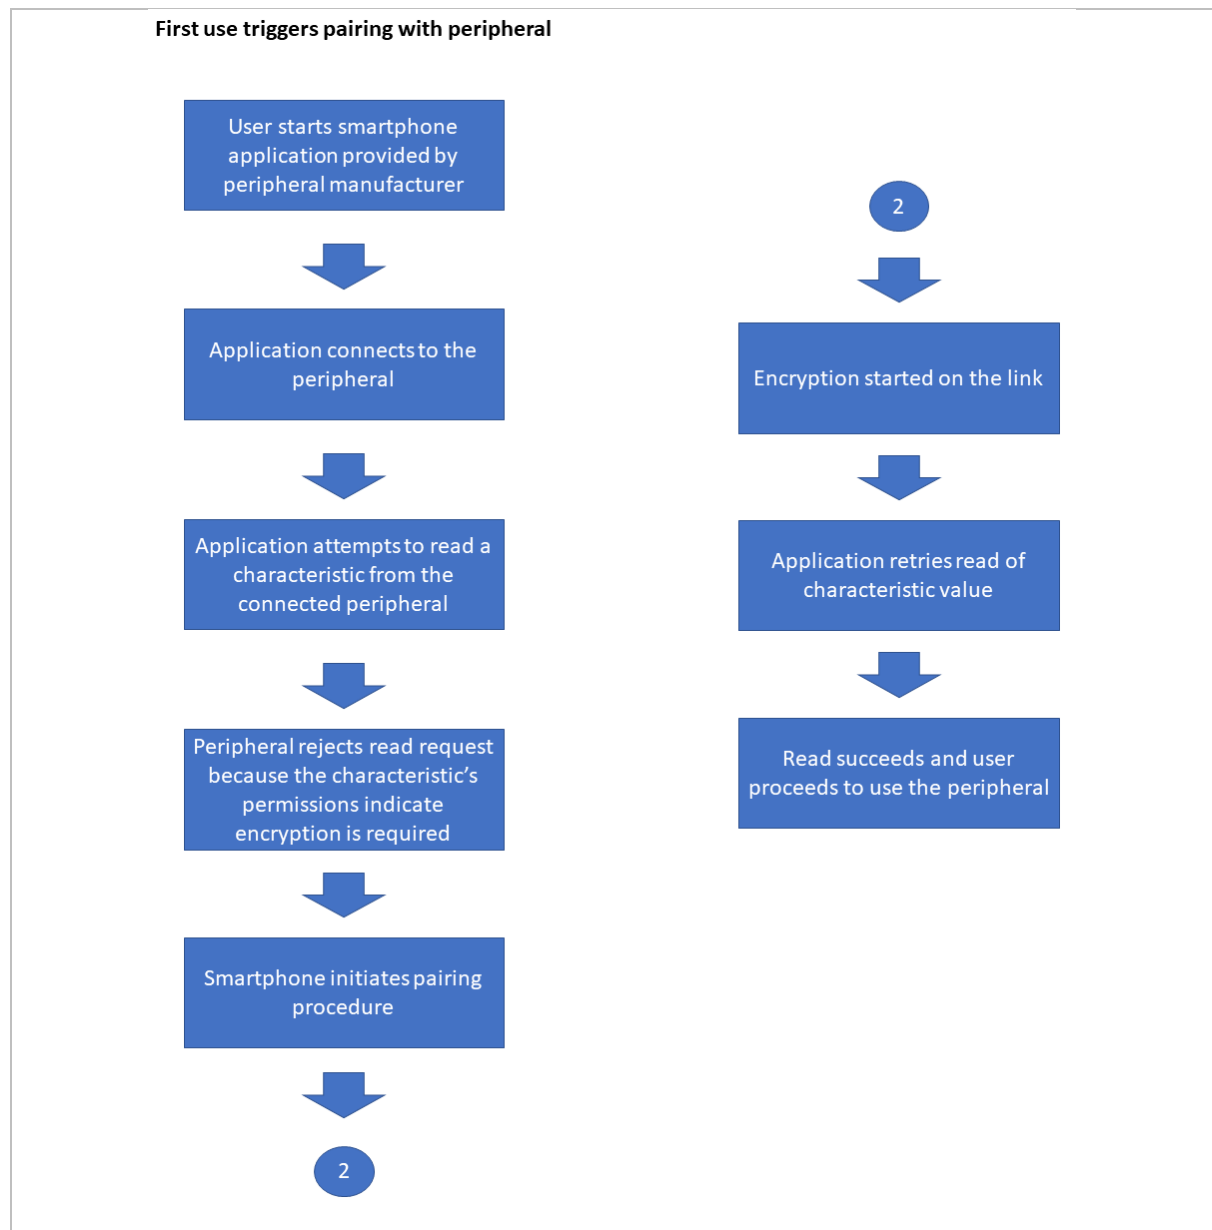 First use triggers pairing with peripheral
User starts smartphone
application provided by
peripheral manufacturer
Application connects to the
peripheral
Application attempts to read a
characteristic from the
connected peripheral
Peripheral rejects read request
because the characteristic’s
permissions indicate
encryption is required
Smartphone initiates pairing
procedure
2
2
Encryption started on the link
Application retries read of
characteristic value
Read succeeds and user
proceeds to use the peripheral